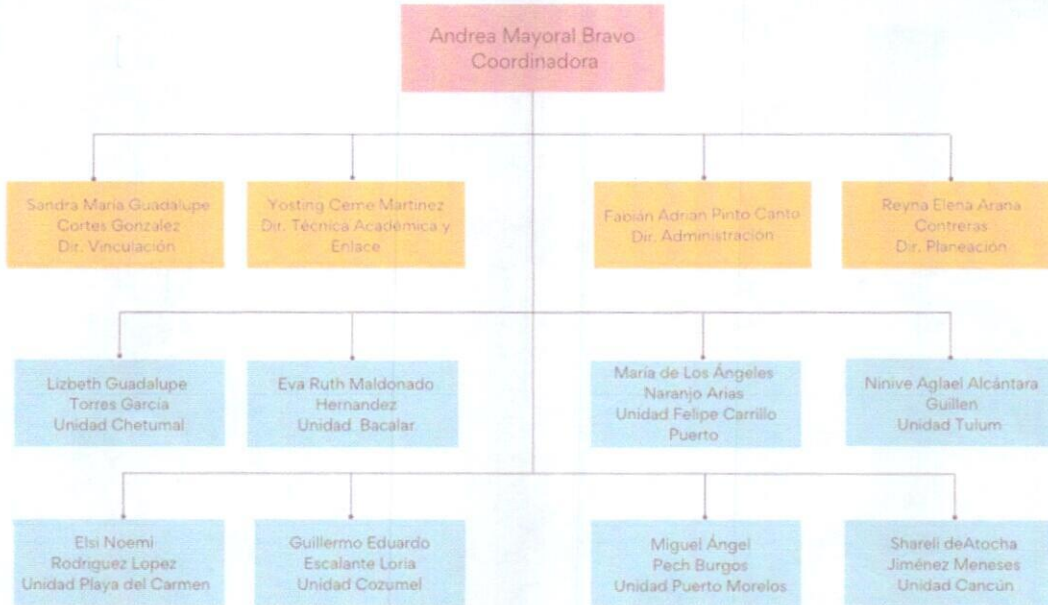 Andrea Mayoral Bravo
Coordinadora
Sandra María Guadalupe
Cortes Gonzalez
Dir. Vinculación
Yosting Ceme Martinez
Dir. Técnica Académica y
Enlace
Fabián Adrian Pinto Canto
Dir. Administración
Reyna Elena Arana
Contreras
Dir. Planeación
Lizbeth Guadalupe
Torres García
Unidad Chetumal
Eva Ruth Maldonado
Hernandez
Unidad Bacalar
María de Los Ángeles
Naranjo Arias
Unidad Felipe Carrillo
Puerto
Ninive Aglael Alcántara
Guillen
Unidad Tulum
Elsi Noemi
Rodriguez Lopez
Unidad Playa del Carmen
Guillermo Eduardo
Escalante Loria
Unidad Cozumel
Miguel Ángel
Pech Burgos
Unidad Puerto Morelos
Shareli deAtocha
Jiménez Meneses
Unidad Cancún